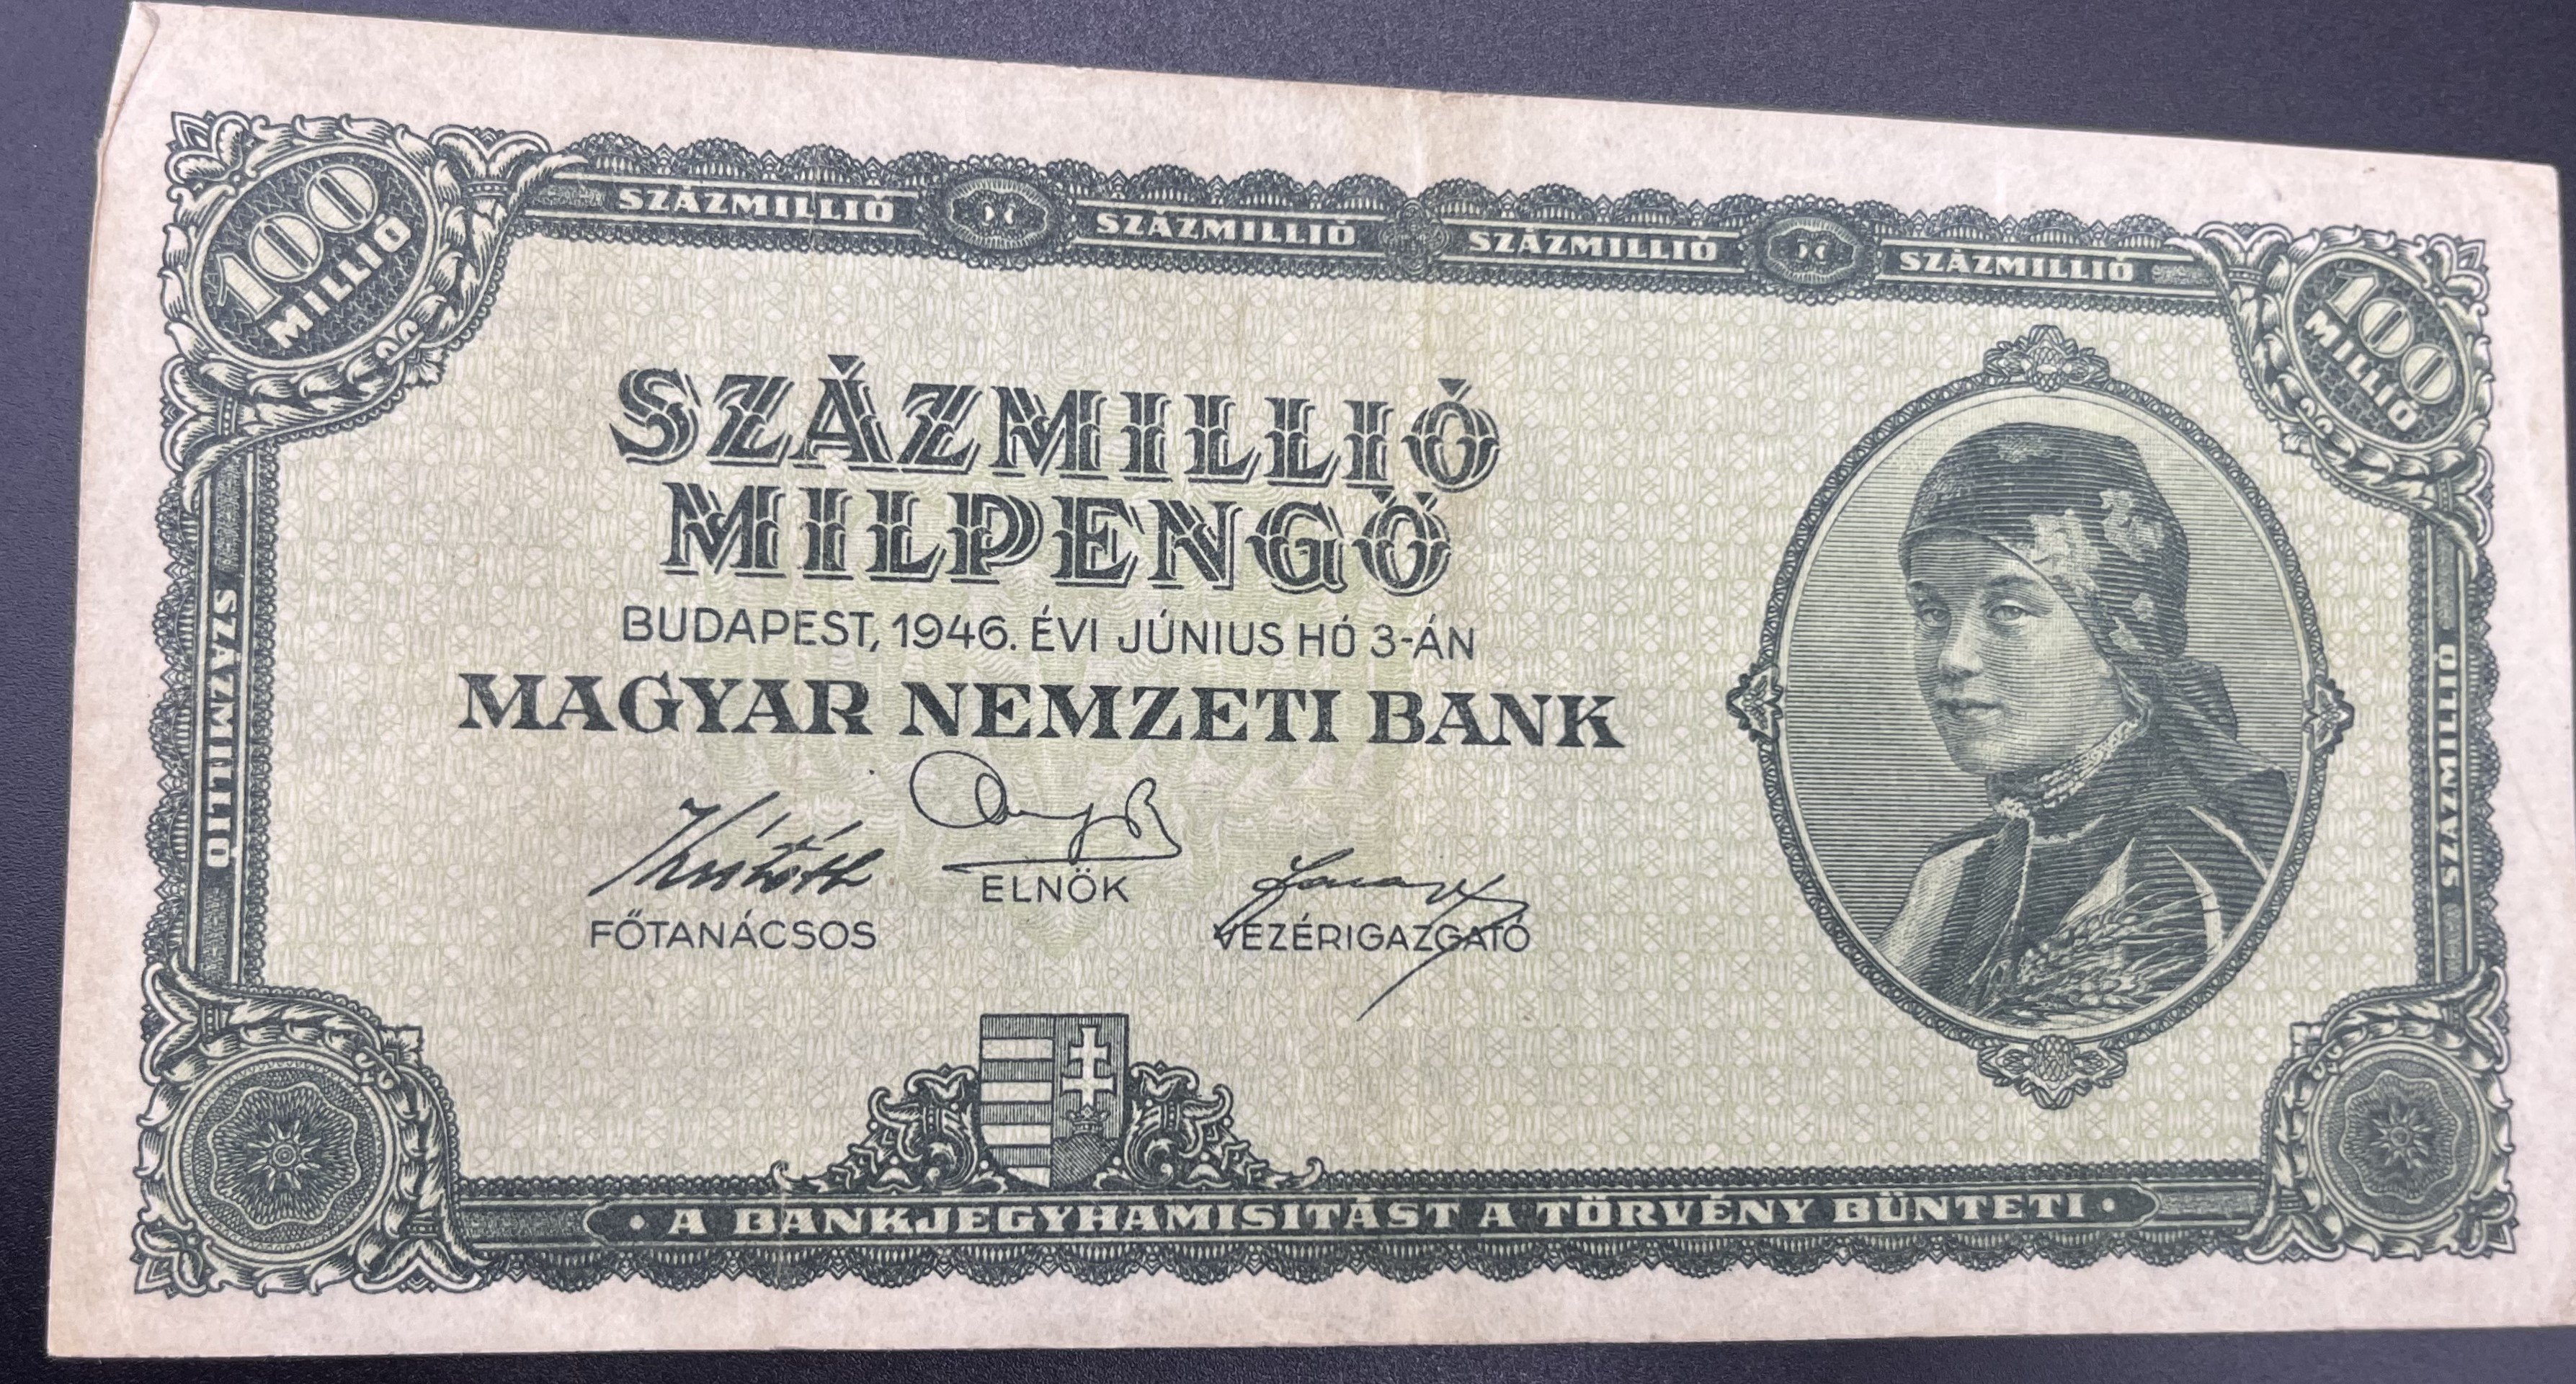 100
MILLIÓ
SZÁZMILLIÓ SZÁZMILLIÓ SZÁZMILLIÓ SZÁZMILLIÓ
100
MILLIÓ
SZÁZMILLIÓ
MILPENGŐ
BUDAPEST, 1946. ÉVI JÚNIUS HÓ 3-ÁN
MAGYAR NEMZETI BANK
ELNÖK
FŐTANÁCSOS
VEZÉRIGAZGATÓ
SZÁZMILLIÓ
SZÁZMILLIÓ
• A BANKJEGYHAMISITÁST A TÖRVÉNY BÜNTETI •